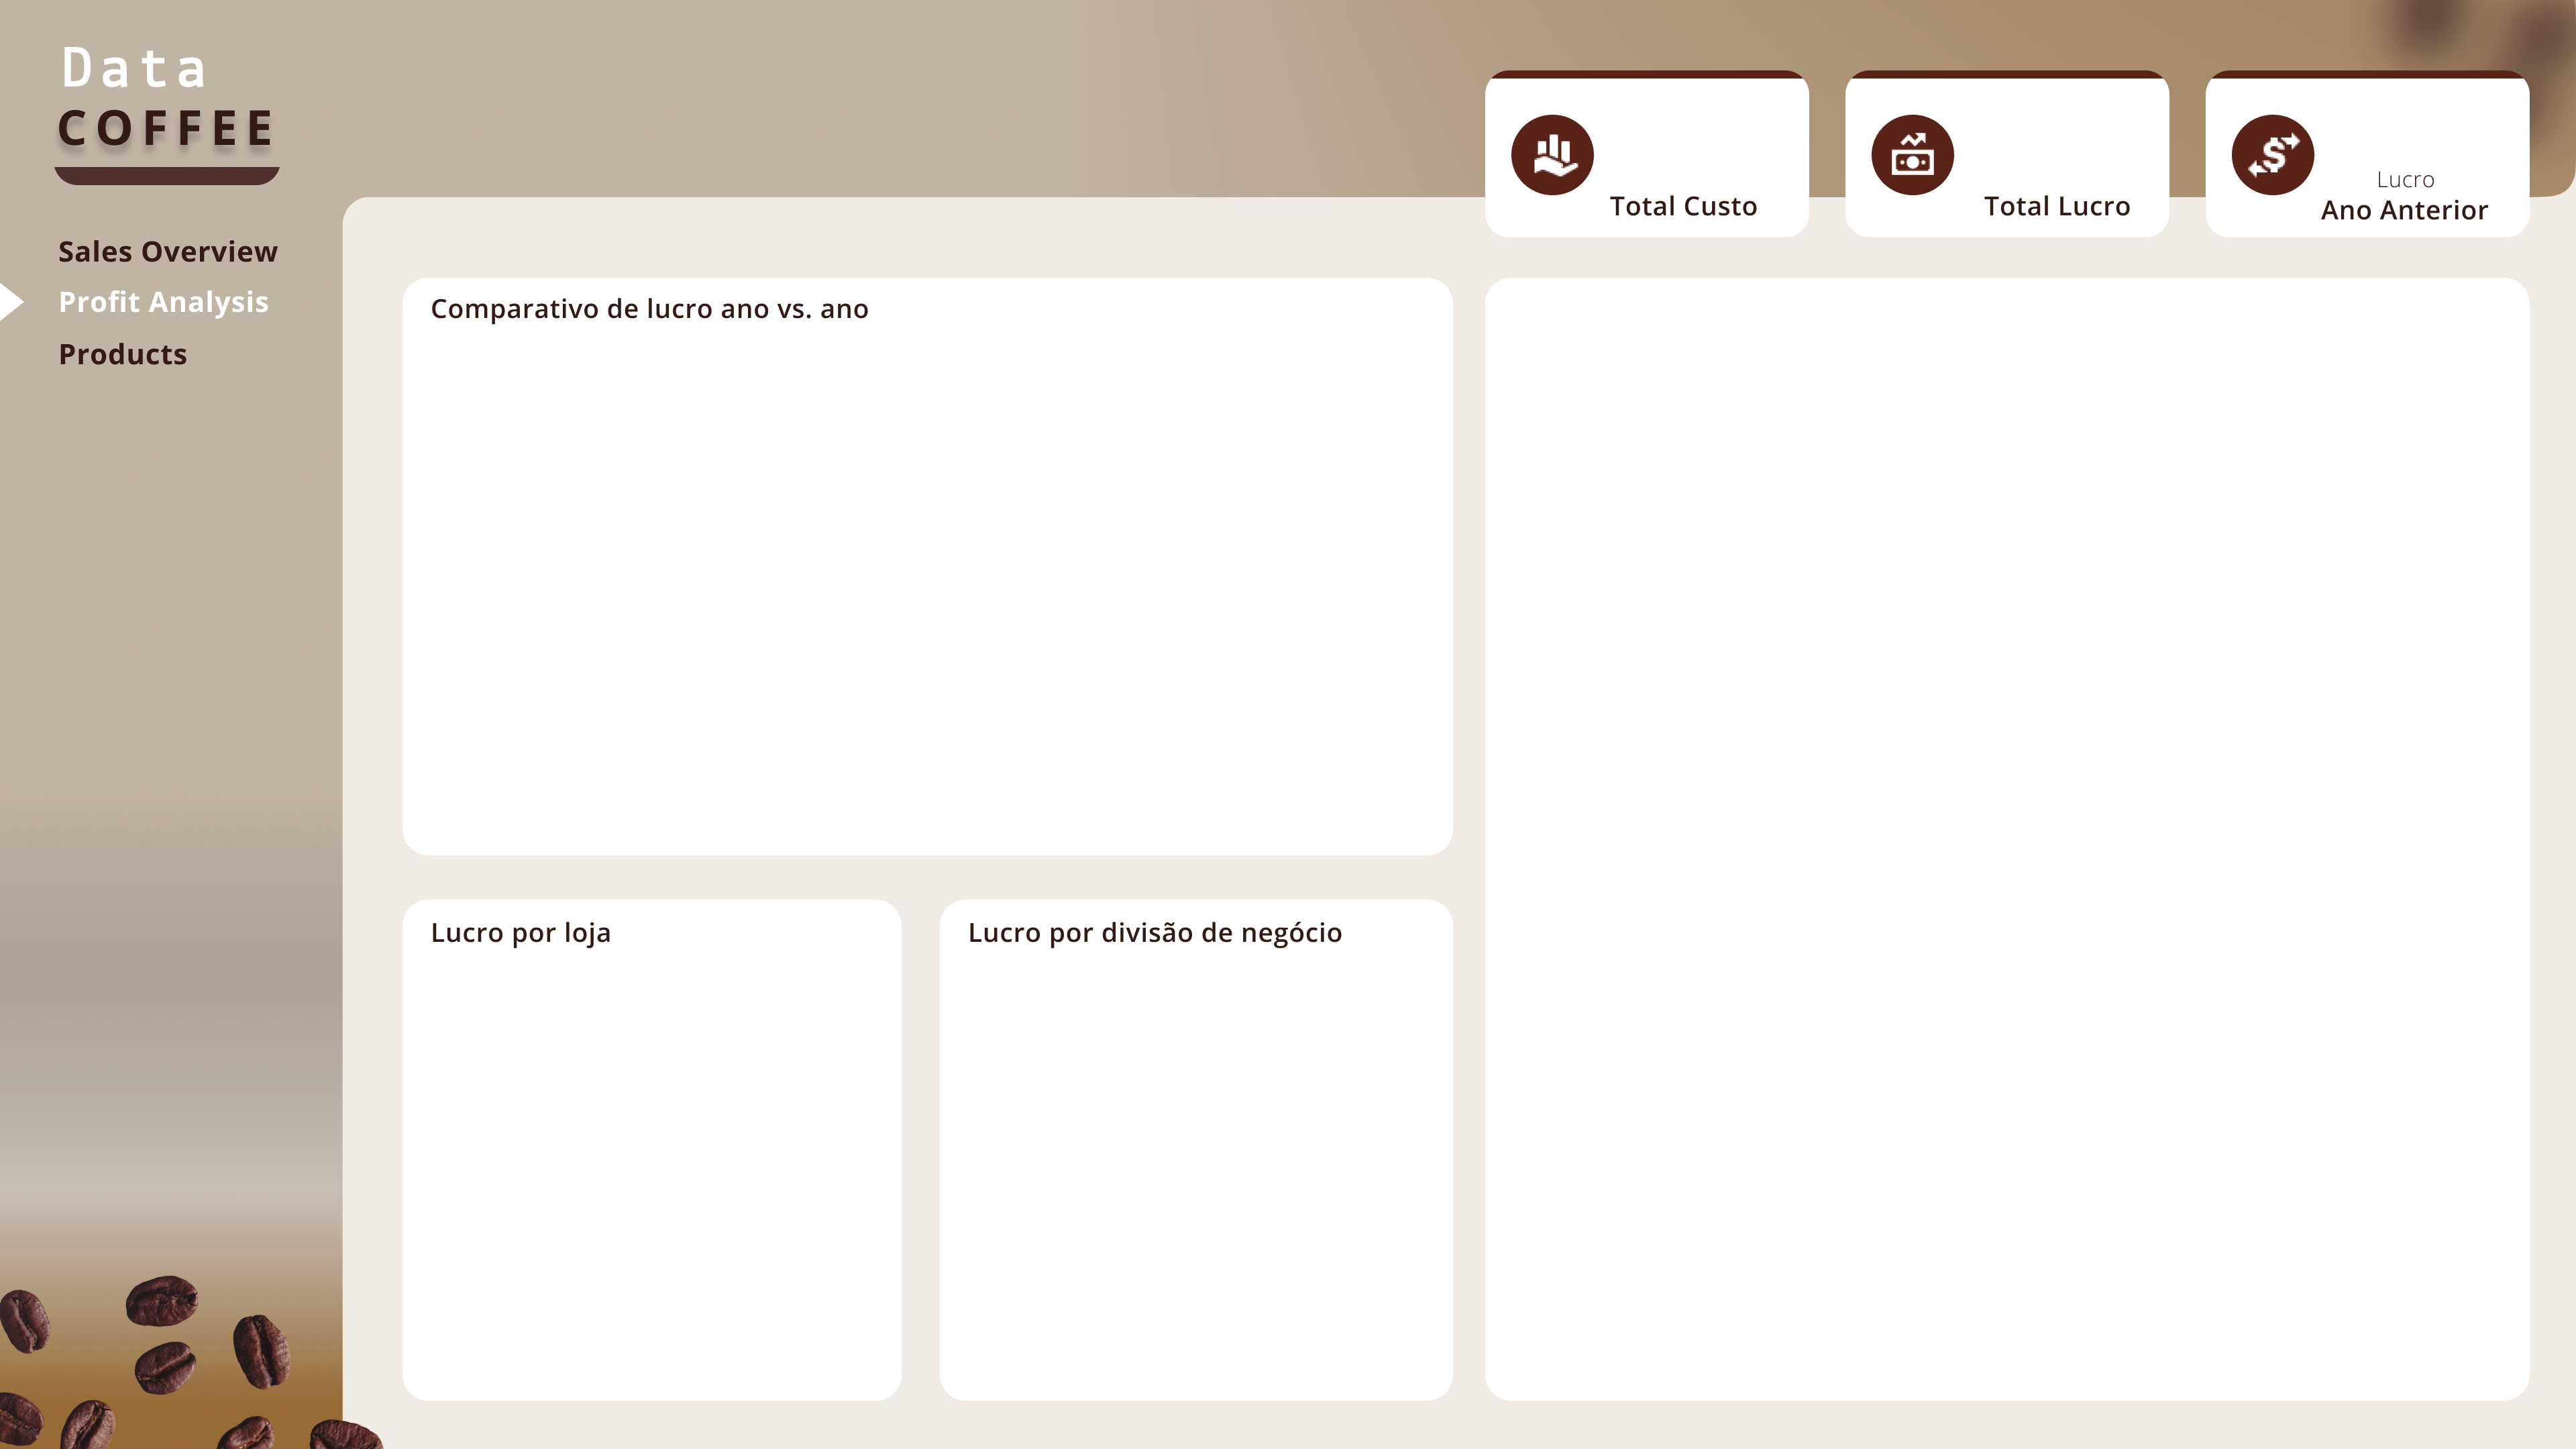 Data
COFFEE
Sales Overview
Profit Analysis
Products
Total Custo
Total Lucro
Lucro
Ano Anterior
Comparativo de lucro ano vs. ano
Lucro por loja
Lucro por divisão de negócio